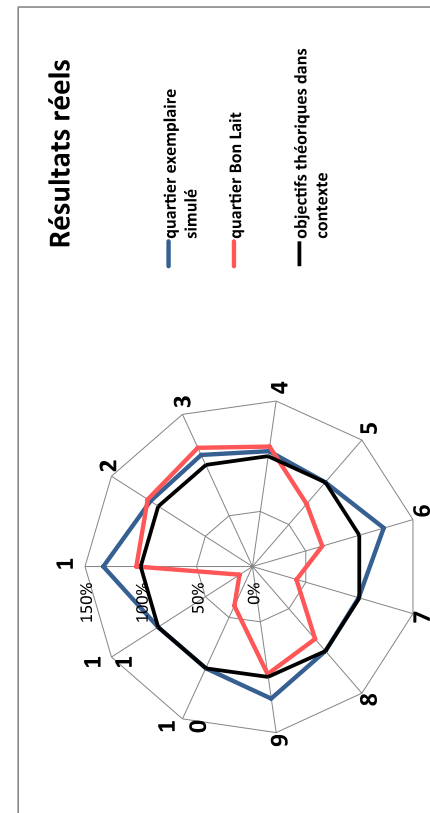 Résultats réels
quartier exemplaire
simulé
quartier Bon Lait
objectifs théoriques dans
contexte
1
2
3
4
5
6
7
8
9
1
0
1
1
150%
100%
50%
0%